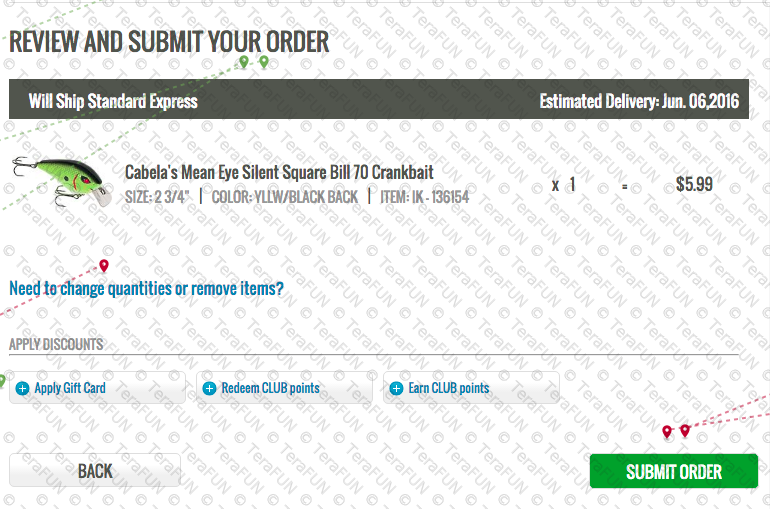 REVIEW AND SUBMIT YOUR ORDER
Will Ship Standard Express Estimated Delivery: Jun. 06,2016
Cabela's Mean Eye Silent Square Bill 70 Crankbait
SIZE: 2 3/4" | COLOR: YLLW/BLACK BACK | ITEM: IK - 136154
x 1 = $5.99
Need to change quantities or remove items?
APPLY DISCOUNTS
Apply Gift Card Redeem CLUB points Earn CLUB points
BACK SUBMIT ORDER
© TeraFUN